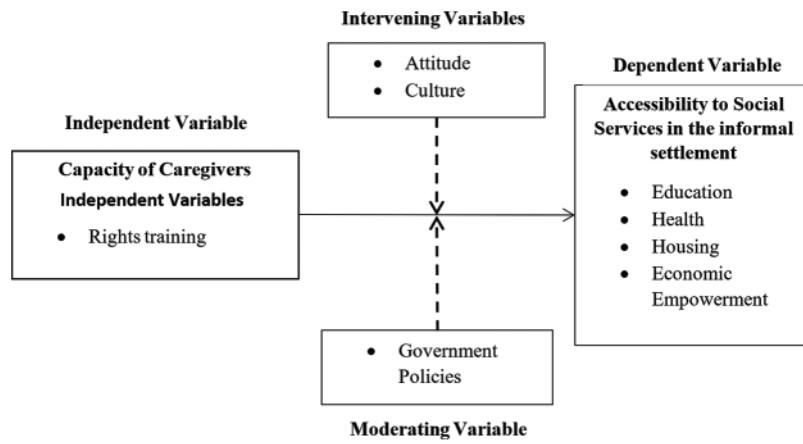 Intervening Variables
• Attitude
• Culture
Independent Variable
Capacity of Caregivers
Independent Variables
• Rights training
Dependent Variable
Accessibility to Social
Services in the informal
settlement
• Education
• Health
• Housing
• Economic
Empowerment
• Government
Policies
Moderating Variable